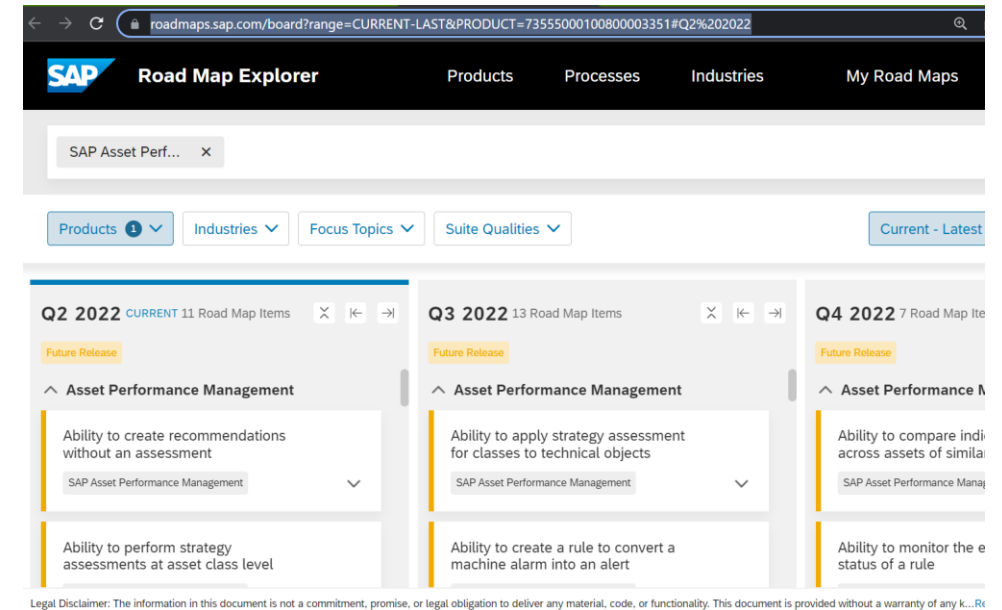 roadmaps.sap.com/board?range=CURRENT-LAST&PRODUCT=73555000100800003351#Q2%202022
SAP Road Map Explorer Products Processes Industries My Road Maps
SAP Asset Perf... ×
Products 1 Industries Focus Topics Suite Qualities Current - Latest
Q2 2022 CURRENT 11 Road Map Items
Future Release
Asset Performance Management
Ability to create recommendations
without an assessment
SAP Asset Performance Management
Ability to perform strategy
assessments at asset class level
Q3 2022 13 Road Map Items
Future Release
Asset Performance Management
Ability to apply strategy assessment
for classes to technical objects
SAP Asset Performance Management
Ability to create a rule to convert a
machine alarm into an alert
Q4 2022 7 Road Map Ite
Future Release
Asset Performance M
Ability to compare indi
across assets of similar
SAP Asset Performance Manag
Ability to monitor the e
status of a rule
Legal Disclaimer: The information in this document is not a commitment, promise, or legal obligation to deliver any material, code, or functionality. This document is provided without a warranty of any k...Re